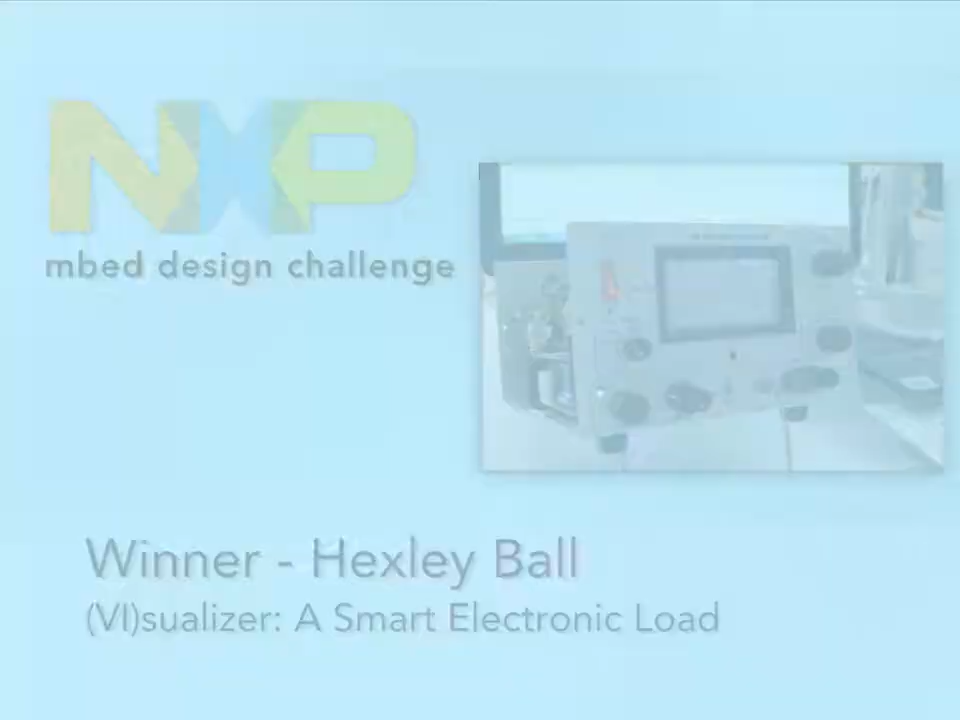 NXP
mbed design challenge
Winner - Hexley Ball
(VI)sualizer: A Smart Electronic Load